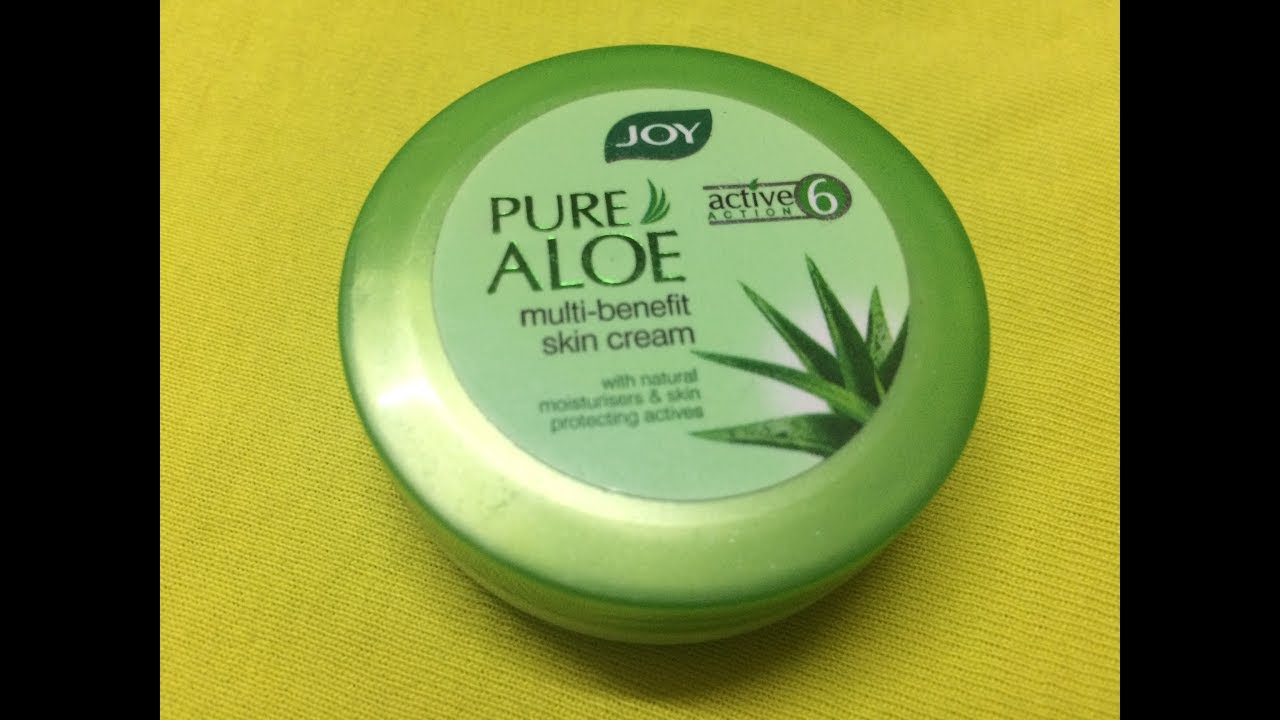 JOY
PURE
ALOE
multi-benefit
skin cream
with natural
moisturisers & skin
protecting actives
active 6
ACTION